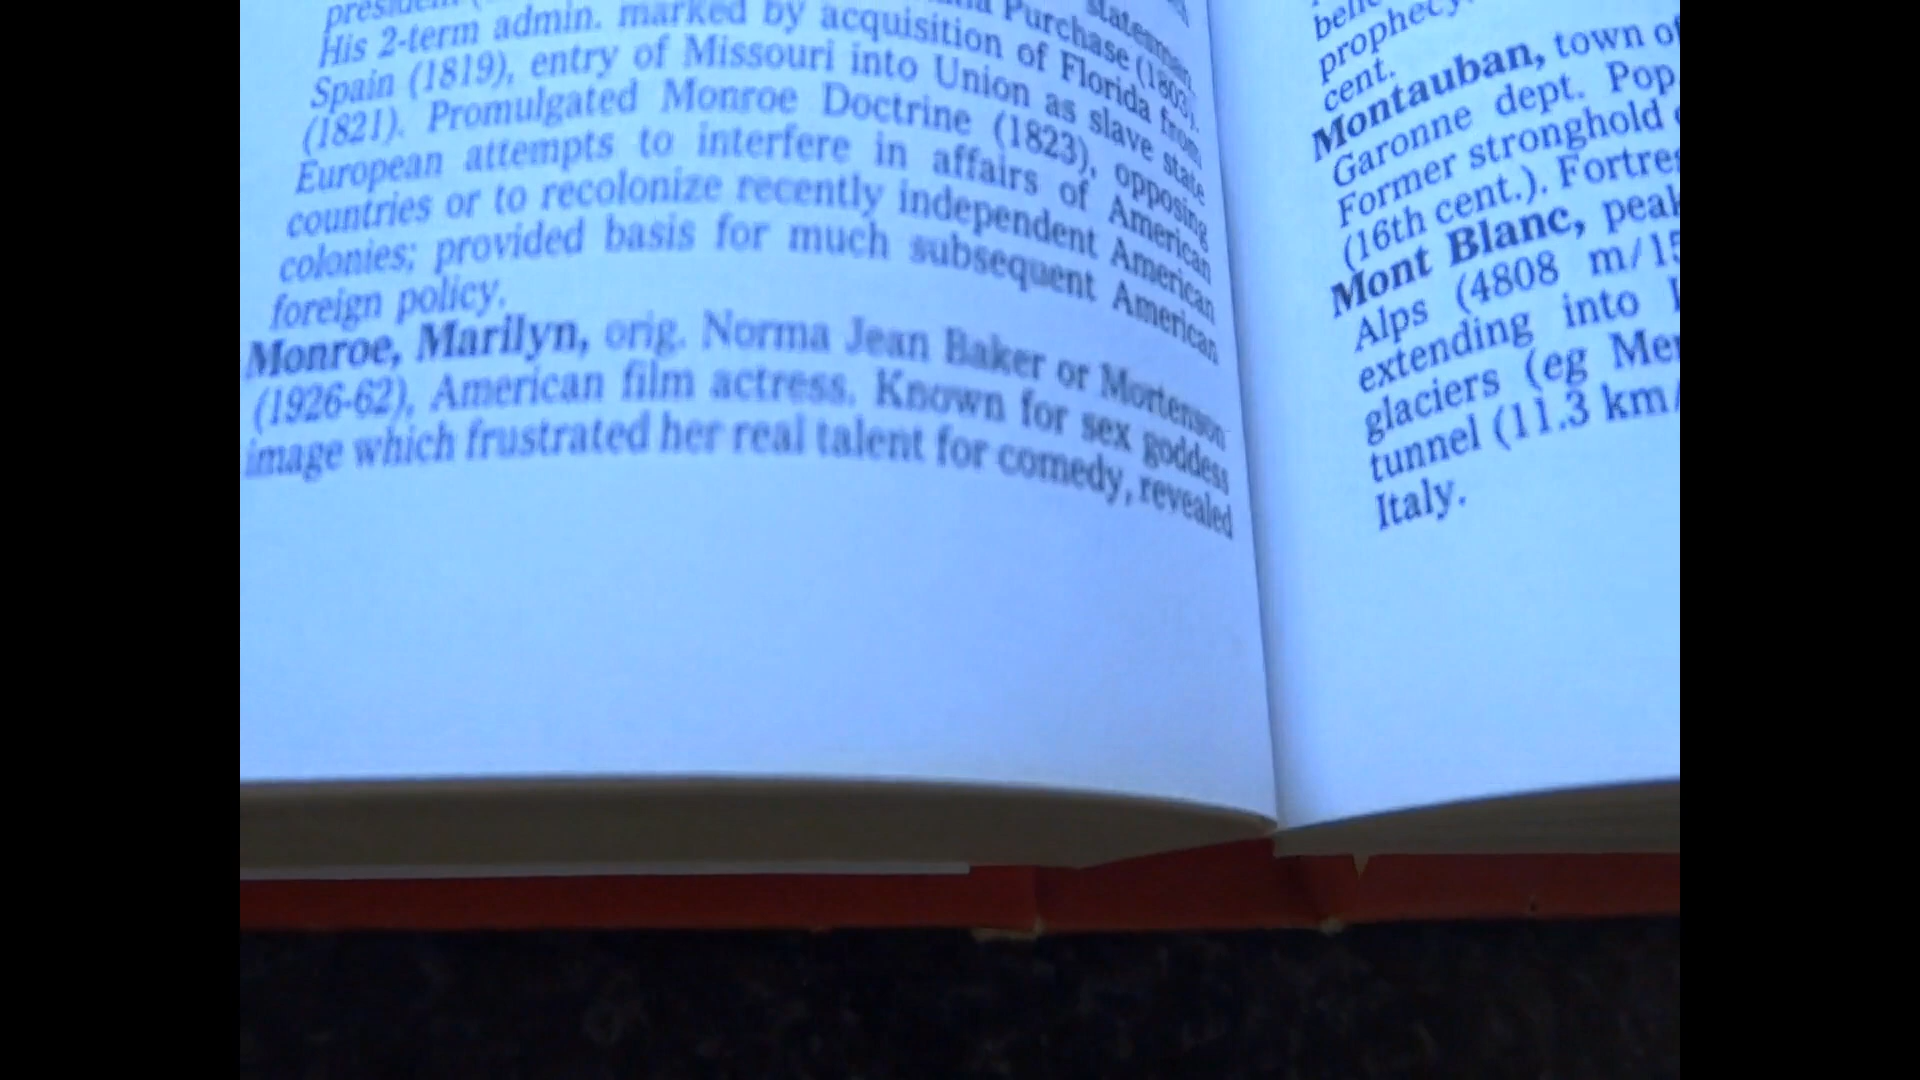 president
Purchase (1803).
statesman,
His 2-term admin. marked by acquisition of Florida from
Spain (1819), entry of Missouri into Union as slave state
(1821). Promulgated Monroe Doctrine (1823), opposing
European attempts to interfere in affairs of American
countries or to recolonize recently independent American
colonies; provided basis for much subsequent American
foreign policy.
Monroe, Marilyn, orig. Norma Jean Baker or Mortenson
(1926-62), American film actress. Known for sex goddess
image which frustrated her real talent for comedy, revealed
prophecy.
cent.
Montauban, town of
Garonne dept. Pop.
Former stronghold
(16th cent.).
Mont Blanc, peak
Alps (4808 m/15
extending into
glaciers (eg Mer
tunnel (11.3 km/
Italy.